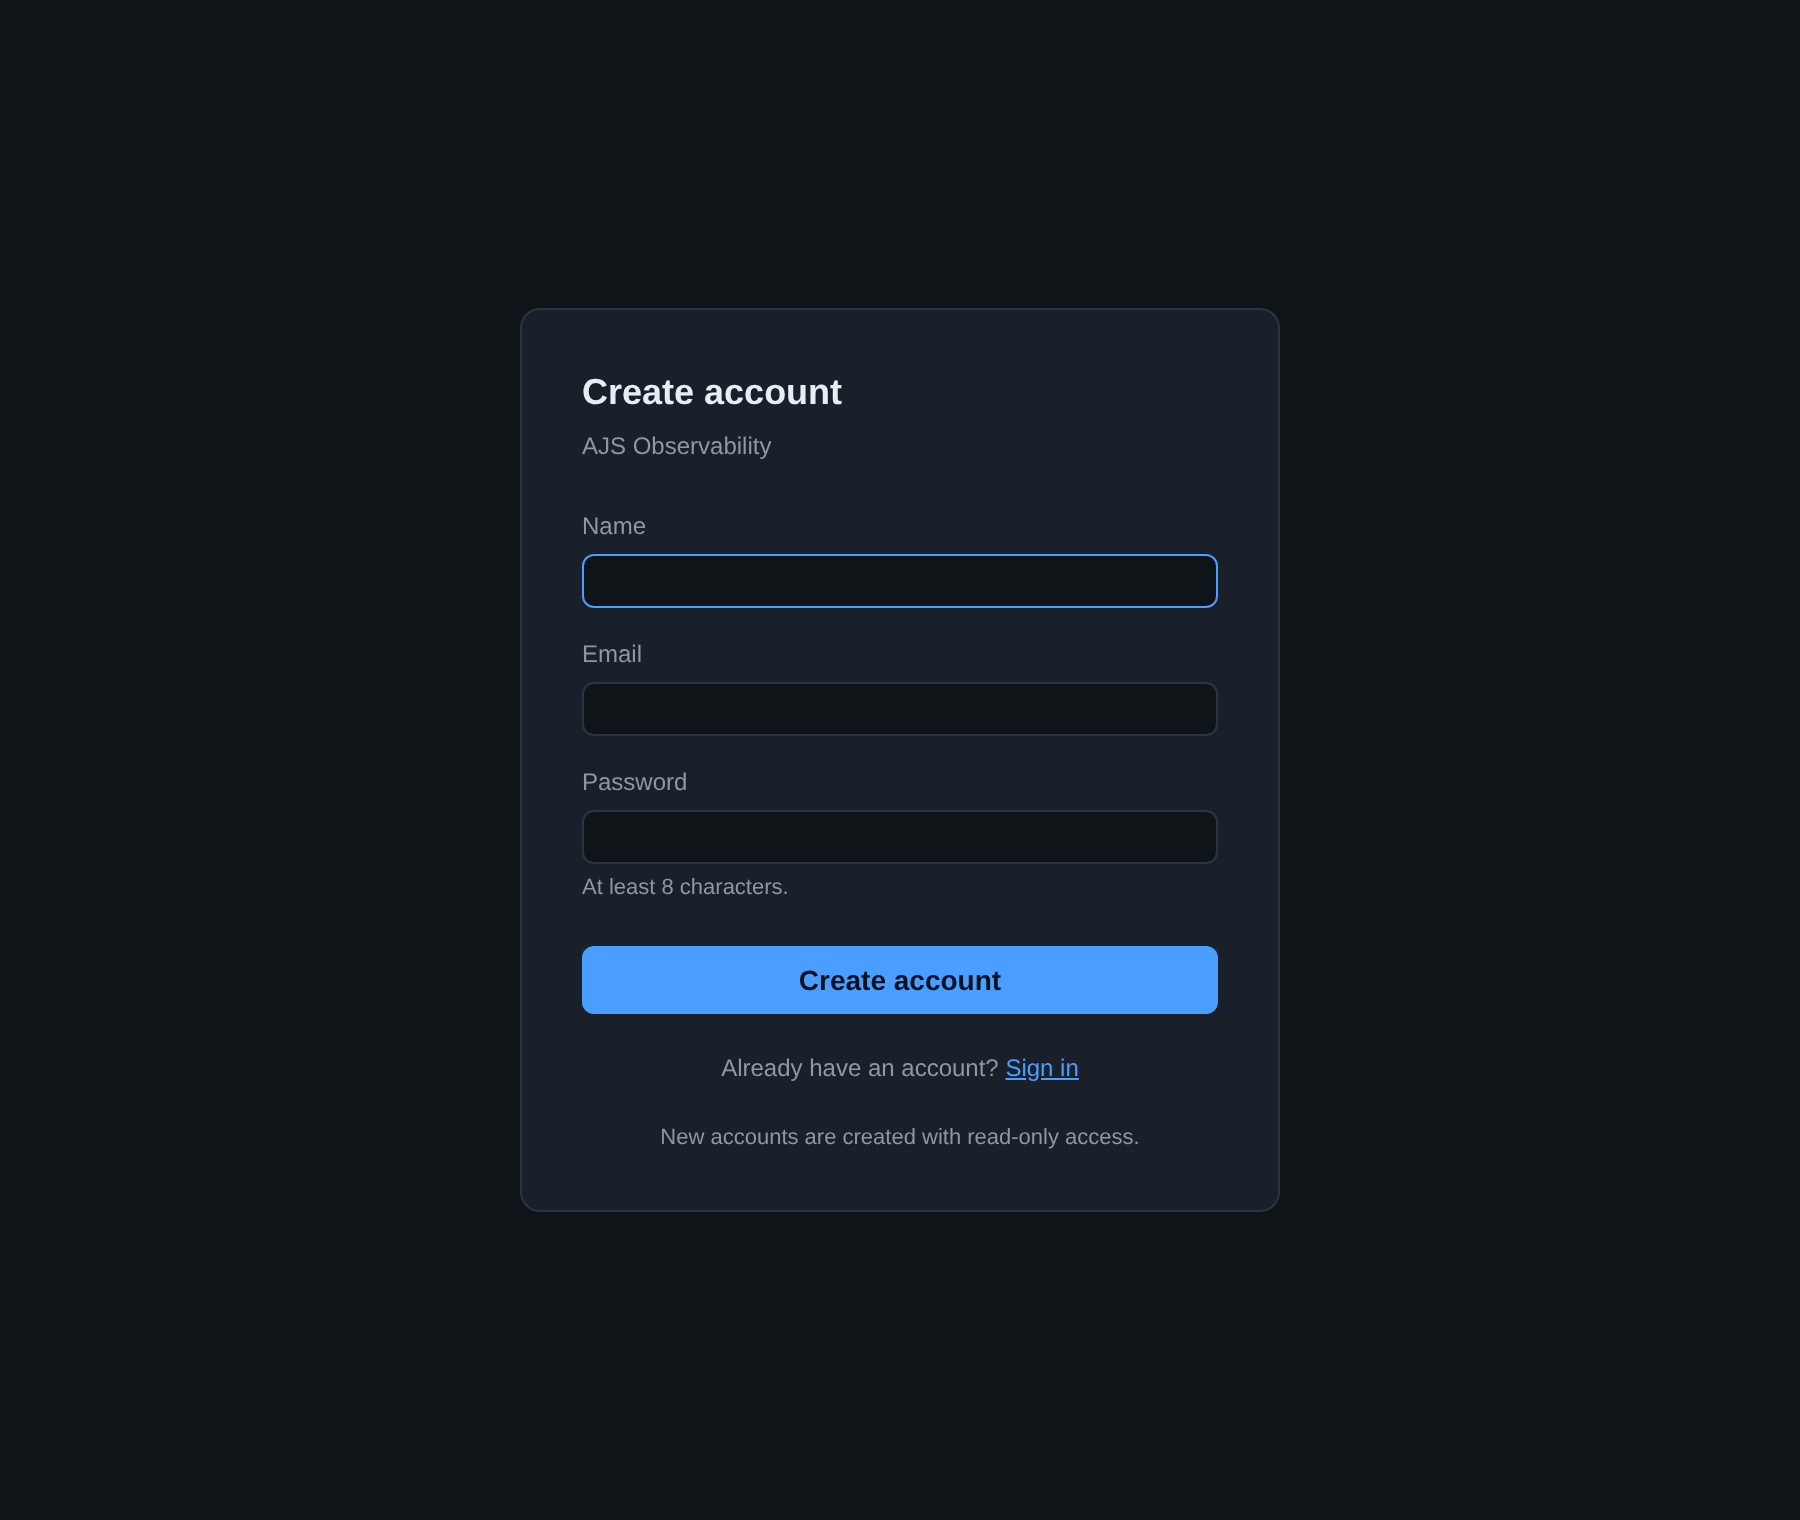 Create account
AJS Observability
Name
Email
Password
At least 8 characters.
Create account
Already have an account? Sign in
New accounts are created with read-only access.